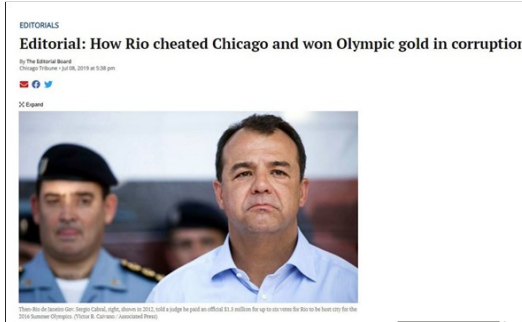 EDITORIALS
Editorial: How Rio cheated Chicago and won Olympic gold in corruption
By The Editorial Board
Chicago Tribune • Jul 08, 2019 at 5:38 pm
Expand
Then-Rio de Janeiro Gov. Sergio Cabral, right, shown in 2012, told a judge he paid an official $1.5 million for up to six votes for Rio to be host city for the
2016 Summer Olympics. (Victor R. Caivano / Associated Press)